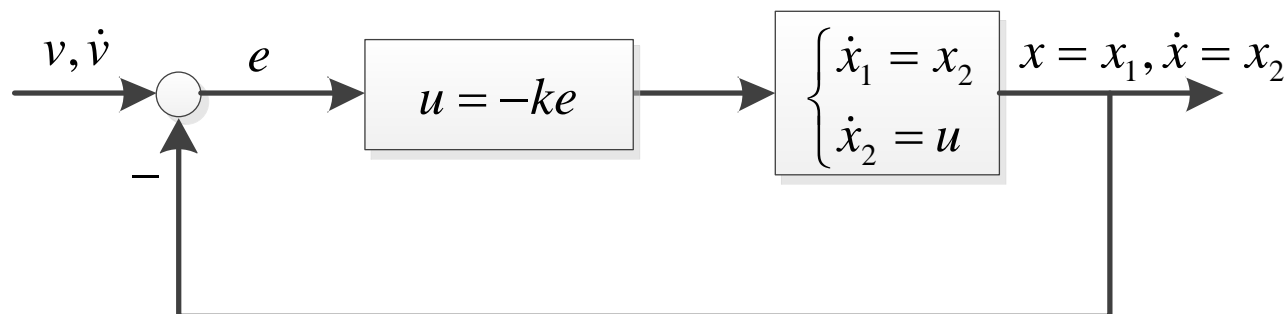 v, v̇
e
u = −ke
ẋ₁ = x₂
ẋ₂ = u
x = x₁, ẋ = x₂
−